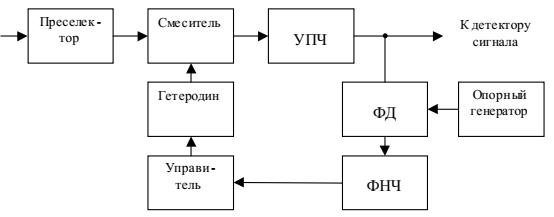 Преселек-
тор
Смеситель
УПЧ
К детектору
сигнала
Гетеродин
ФД
Опорный
генератор
Управи-
тель
ФНЧ